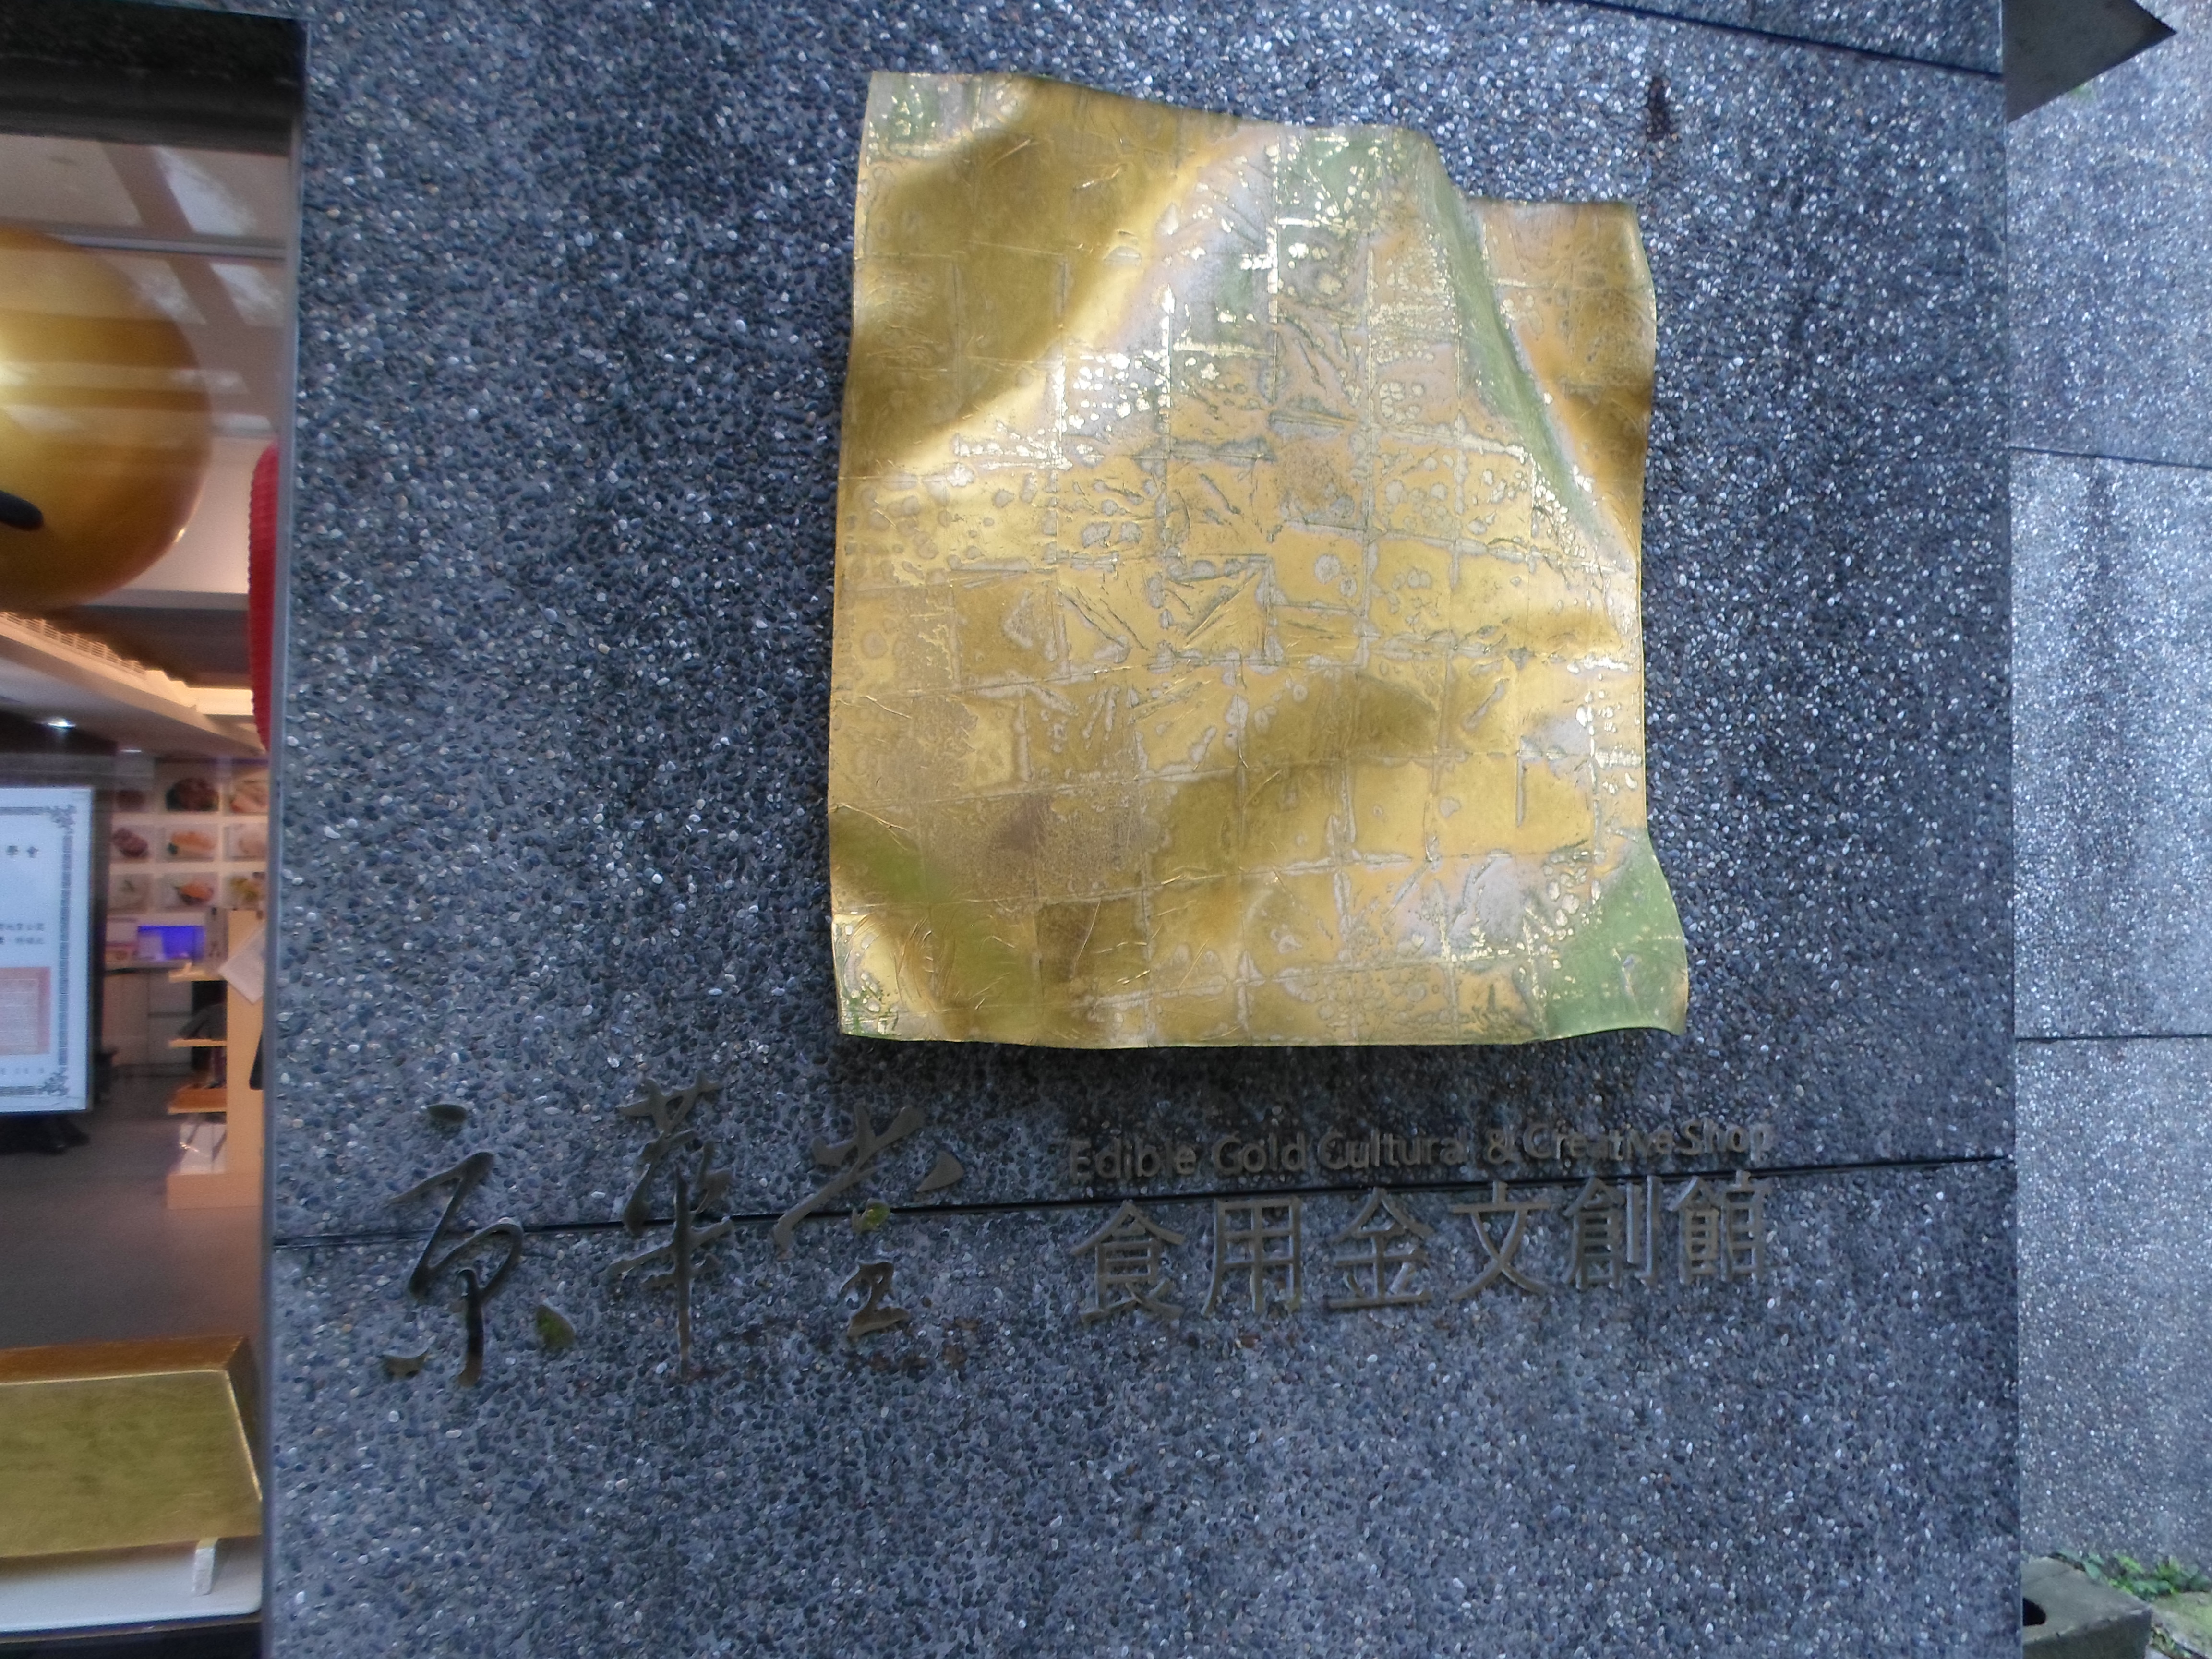 京華堂
Edible Gold Cultural & Creative Shop
食用金文創館